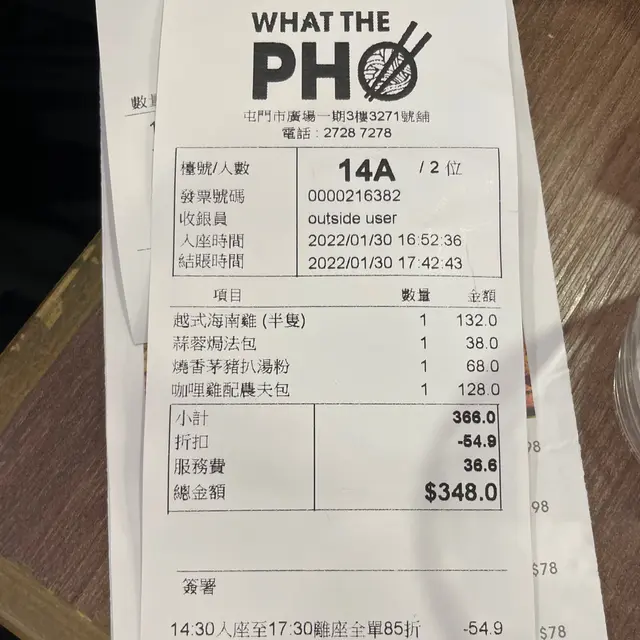 WHAT THE
PHO
屯門市廣場一期3樓3271號舖
電話：2728 7278
數量
檯號/人數 14A / 2 位
發票號碼 0000216382
收銀員 outside user
入座時間 2022/01/30 16:52:36
結賬時間 2022/01/30 17:42:43
項目 數量 金額
越式海南雞 (半隻) 1 132.0
蒜蓉焗法包 1 38.0
燒香茅豬扒湯粉 1 68.0
咖哩雞配農夫包 1 128.0
小計 366.0
折扣 -54.9
服務費 36.6
總金額 $348.0
98
98
$78
簽署
14:30入座至17:30離座全單85折 -54.9
$78